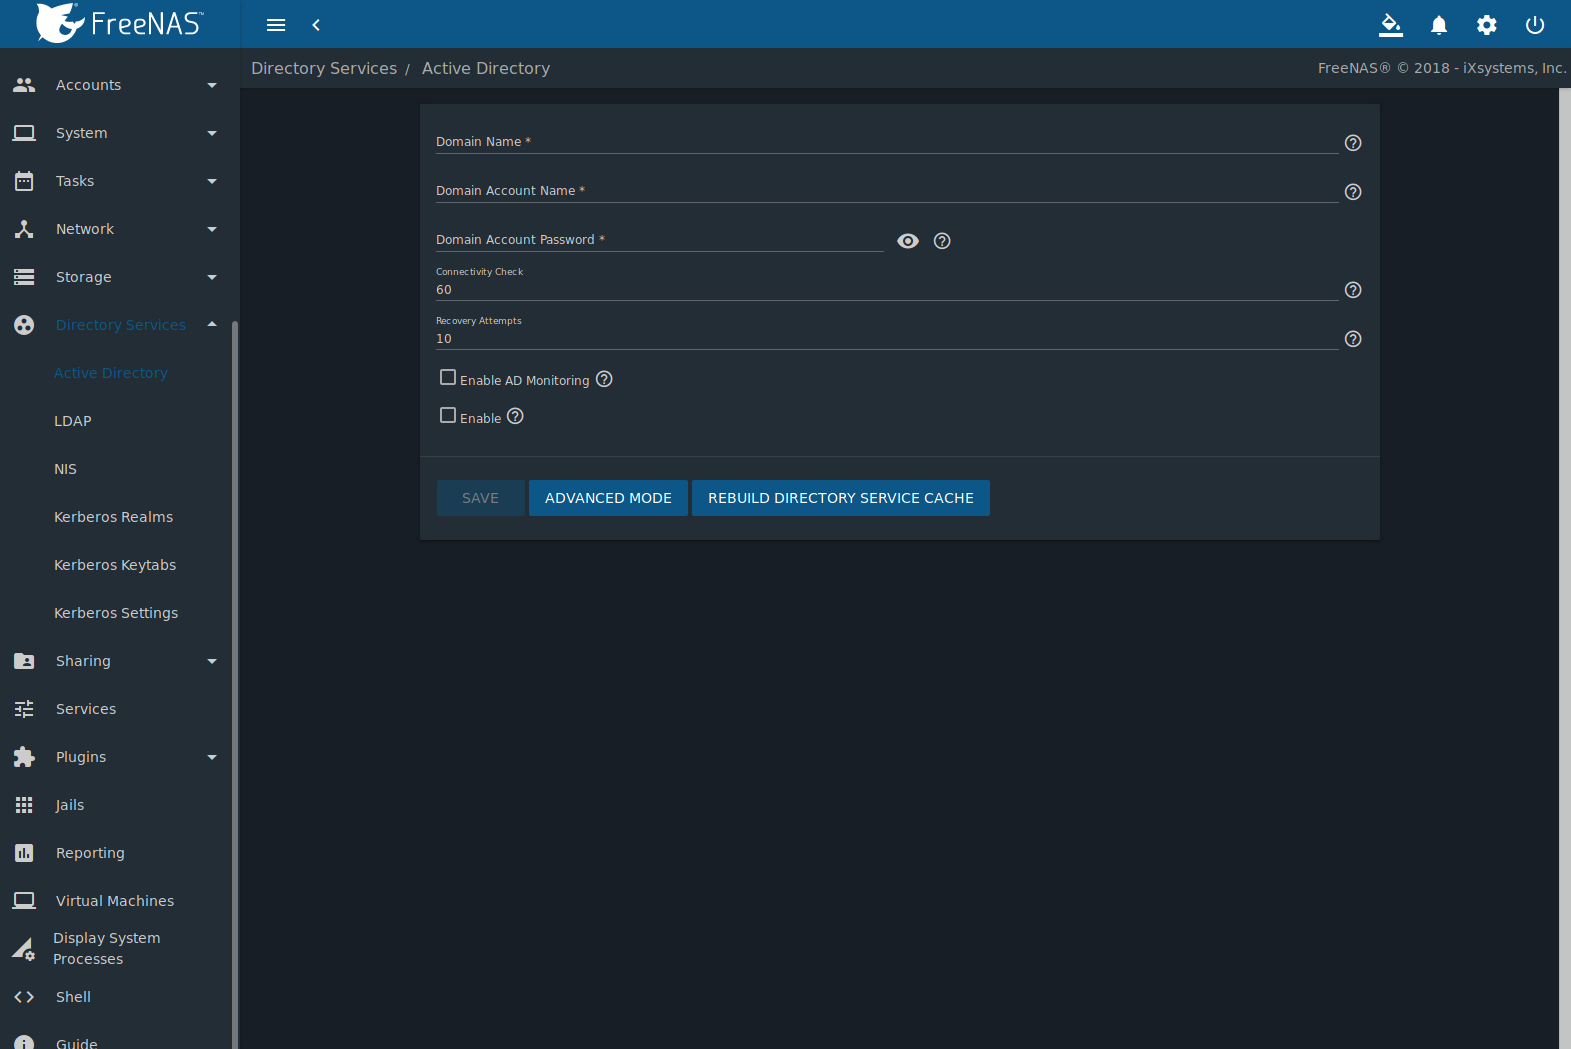 FreeNAS™
Directory Services / Active Directory
FreeNAS® © 2018 - iXsystems, Inc.
Accounts
System
Tasks
Network
Storage
Directory Services
Active Directory
LDAP
NIS
Kerberos Realms
Kerberos Keytabs
Kerberos Settings
Sharing
Services
Plugins
Jails
Reporting
Virtual Machines
Display System
Processes
Shell
Guide
Domain Name *
Domain Account Name *
Domain Account Password *
Connectivity Check
60
Recovery Attempts
10
Enable AD Monitoring
Enable
SAVE
ADVANCED MODE
REBUILD DIRECTORY SERVICE CACHE